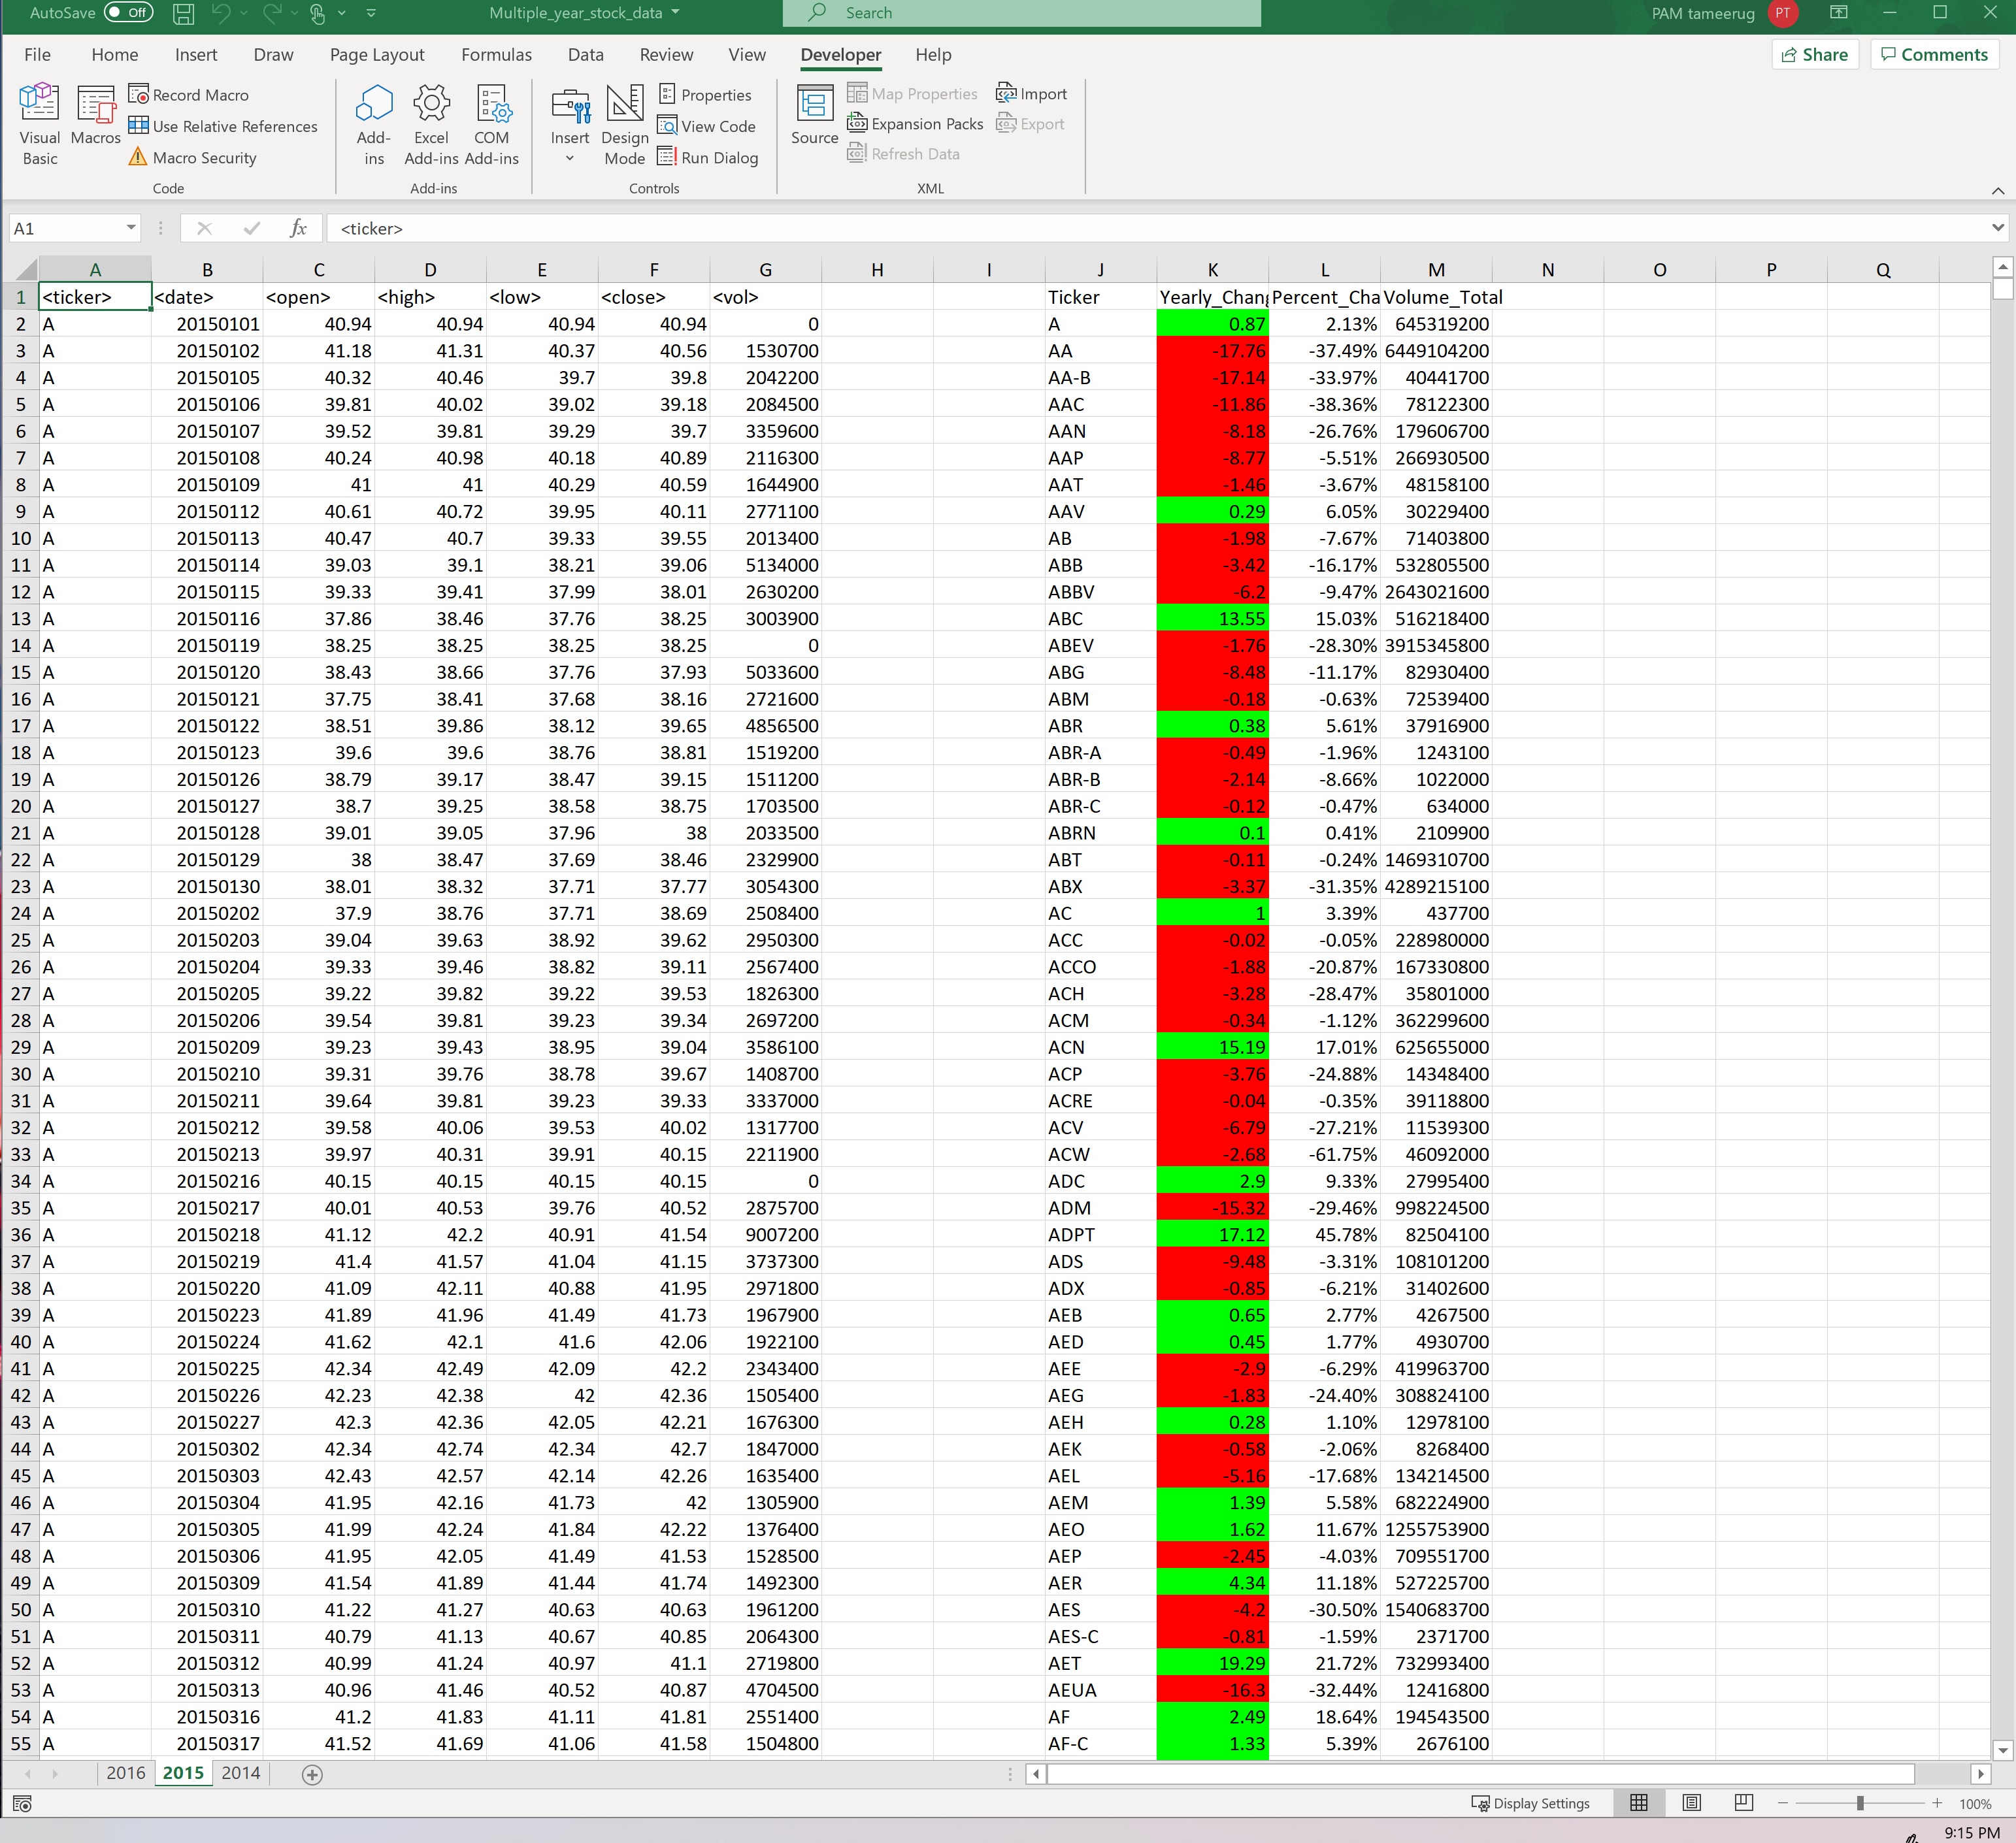 AutoSave Off Multiple_year_stock_data Search PAM tameerug PT
File Home Insert Draw Page Layout Formulas Data Review View Developer Help Share Comments
Visual Basic Macros Record Macro Use Relative References Macro Security Add-ins Excel Add-ins COM Add-ins Insert Design Mode Properties View Code Run Dialog Source Map Properties Expansion Packs Refresh Data Import Export
Code Add-ins Controls XML
A1 fx <ticker>
A B C D E F G H I J K L M N O P Q
1 <ticker> <date> <open> <high> <low> <close> <vol> Ticker Yearly_Chang Percent_Cha Volume_Total
2 A 20150101 40.94 40.94 40.94 40.94 0 A 0.87 2.13% 645319200
3 A 20150102 41.18 41.31 40.37 40.56 1530700 AA -17.76 -37.49% 6449104200
4 A 20150105 40.32 40.46 39.7 39.8 2042200 AA-B -17.14 -33.97% 40441700
5 A 20150106 39.81 40.02 39.02 39.18 2084500 AAC -11.86 -38.36% 78122300
6 A 20150107 39.52 39.81 39.29 39.7 3359600 AAN -8.18 -26.76% 179606700
7 A 20150108 40.24 40.98 40.18 40.89 2116300 AAP -8.77 -5.51% 266930500
8 A 20150109 41 41 40.29 40.59 1644900 AAT -1.46 -3.67% 48158100
9 A 20150112 40.61 40.72 39.95 40.11 2771100 AAV 0.29 6.05% 30229400
10 A 20150113 40.47 40.7 39.33 39.55 2013400 AB -1.98 -7.67% 71403800
11 A 20150114 39.03 39.1 38.21 39.06 5134000 ABB -3.42 -16.17% 532805500
12 A 20150115 39.33 39.41 37.99 38.01 2630200 ABBV -6.2 -9.47% 2643021600
13 A 20150116 37.86 38.46 37.76 38.25 3003900 ABC 13.55 15.03% 516218400
14 A 20150119 38.25 38.25 38.25 38.25 0 ABEV -1.76 -28.30% 3915345800
15 A 20150120 38.43 38.66 37.76 37.93 5033600 ABG -8.48 -11.17% 82930400
16 A 20150121 37.75 38.41 37.68 38.16 2721600 ABM -0.18 -0.63% 72539400
17 A 20150122 38.51 39.86 38.12 39.65 4856500 ABR 0.38 5.61% 37916900
18 A 20150123 39.6 39.6 38.76 38.81 1519200 ABR-A -0.49 -1.96% 1243100
19 A 20150126 38.79 39.17 38.47 39.15 1511200 ABR-B -2.14 -8.66% 1022000
20 A 20150127 38.7 39.25 38.58 38.75 1703500 ABR-C -0.12 -0.47% 634000
21 A 20150128 39.01 39.05 37.96 38 2033500 ABRN 0.1 0.41% 2109900
22 A 20150129 38 38.47 37.69 38.46 2329900 ABT -0.11 -0.24% 1469310700
23 A 20150130 38.01 38.32 37.71 37.77 3054300 ABX -3.37 -31.35% 4289215100
24 A 20150202 37.9 38.76 37.71 38.69 2508400 AC 1 3.39% 437700
25 A 20150203 39.04 39.63 38.92 39.62 2950300 ACC -0.02 -0.05% 228980000
26 A 20150204 39.33 39.46 38.82 39.11 2567400 ACCO -1.88 -20.87% 167330800
27 A 20150205 39.22 39.82 39.22 39.53 1826300 ACH -3.28 -28.47% 35801000
28 A 20150206 39.54 39.81 39.23 39.34 2697200 ACM -0.34 -1.12% 362299600
29 A 20150209 39.23 39.43 38.95 39.04 3586100 ACN 15.19 17.01% 625655000
30 A 20150210 39.31 39.76 38.78 39.67 1408700 ACP -3.76 -24.88% 14348400
31 A 20150211 39.64 39.81 39.23 39.33 3337000 ACRE -0.04 -0.35% 39118800
32 A 20150212 39.58 40.06 39.53 40.02 1317700 ACV -6.79 -27.21% 11539300
33 A 20150213 39.97 40.31 39.91 40.15 2211900 ACW -2.68 -61.75% 46092000
34 A 20150216 40.15 40.15 40.15 40.15 0 ADC 2.9 9.33% 27995400
35 A 20150217 40.01 40.53 39.76 40.52 2875700 ADM -15.32 -29.46% 998224500
36 A 20150218 41.12 42.2 40.91 41.54 9007200 ADPT 17.12 45.78% 82504100
37 A 20150219 41.4 41.57 41.04 41.15 3737300 ADS -9.48 -3.31% 108101200
38 A 20150220 41.09 42.11 40.88 41.95 2971800 ADX -0.85 -6.21% 31402600
39 A 20150223 41.89 41.96 41.49 41.73 1967900 AEB 0.65 2.77% 4267500
40 A 20150224 41.62 42.1 41.6 42.06 1922100 AED 0.45 1.77% 4930700
41 A 20150225 42.34 42.49 42.09 42.2 2343400 AEE -2.9 -6.29% 419963700
42 A 20150226 42.23 42.38 42 42.36 1505400 AEG -1.83 -24.40% 308824100
43 A 20150227 42.3 42.36 42.05 42.21 1676300 AEH 0.28 1.10% 12978100
44 A 20150302 42.34 42.74 42.34 42.7 1847000 AEK -0.58 -2.06% 8268400
45 A 20150303 42.43 42.57 42.14 42.26 1635400 AEL -5.16 -17.68% 134214500
46 A 20150304 41.95 42.16 41.73 42 1305900 AEM 1.39 5.58% 682224900
47 A 20150305 41.99 42.24 41.84 42.22 1376400 AEO 1.62 11.67% 1255753900
48 A 20150306 41.95 42.05 41.49 41.53 1528500 AEP -2.45 -4.03% 709551700
49 A 20150309 41.54 41.89 41.44 41.74 1492300 AER 4.34 11.18% 527225700
50 A 20150310 41.22 41.27 40.63 40.63 1961200 AES -4.2 -30.50% 1540683700
51 A 20150311 40.79 41.13 40.67 40.85 2064300 AES-C -0.81 -1.59% 2371700
52 A 20150312 40.99 41.24 40.97 41.1 2719800 AET 19.29 21.72% 732993400
53 A 20150313 40.96 41.46 40.52 40.87 4704500 AEUA -16.3 -32.44% 12416800
54 A 20150316 41.2 41.83 41.11 41.81 2551400 AF 2.49 18.64% 194543500
55 A 20150317 41.52 41.69 41.06 41.58 1504800 AF-C 1.33 5.39% 2676100
2016 2015 2014
Display Settings 100%
9:15 PM